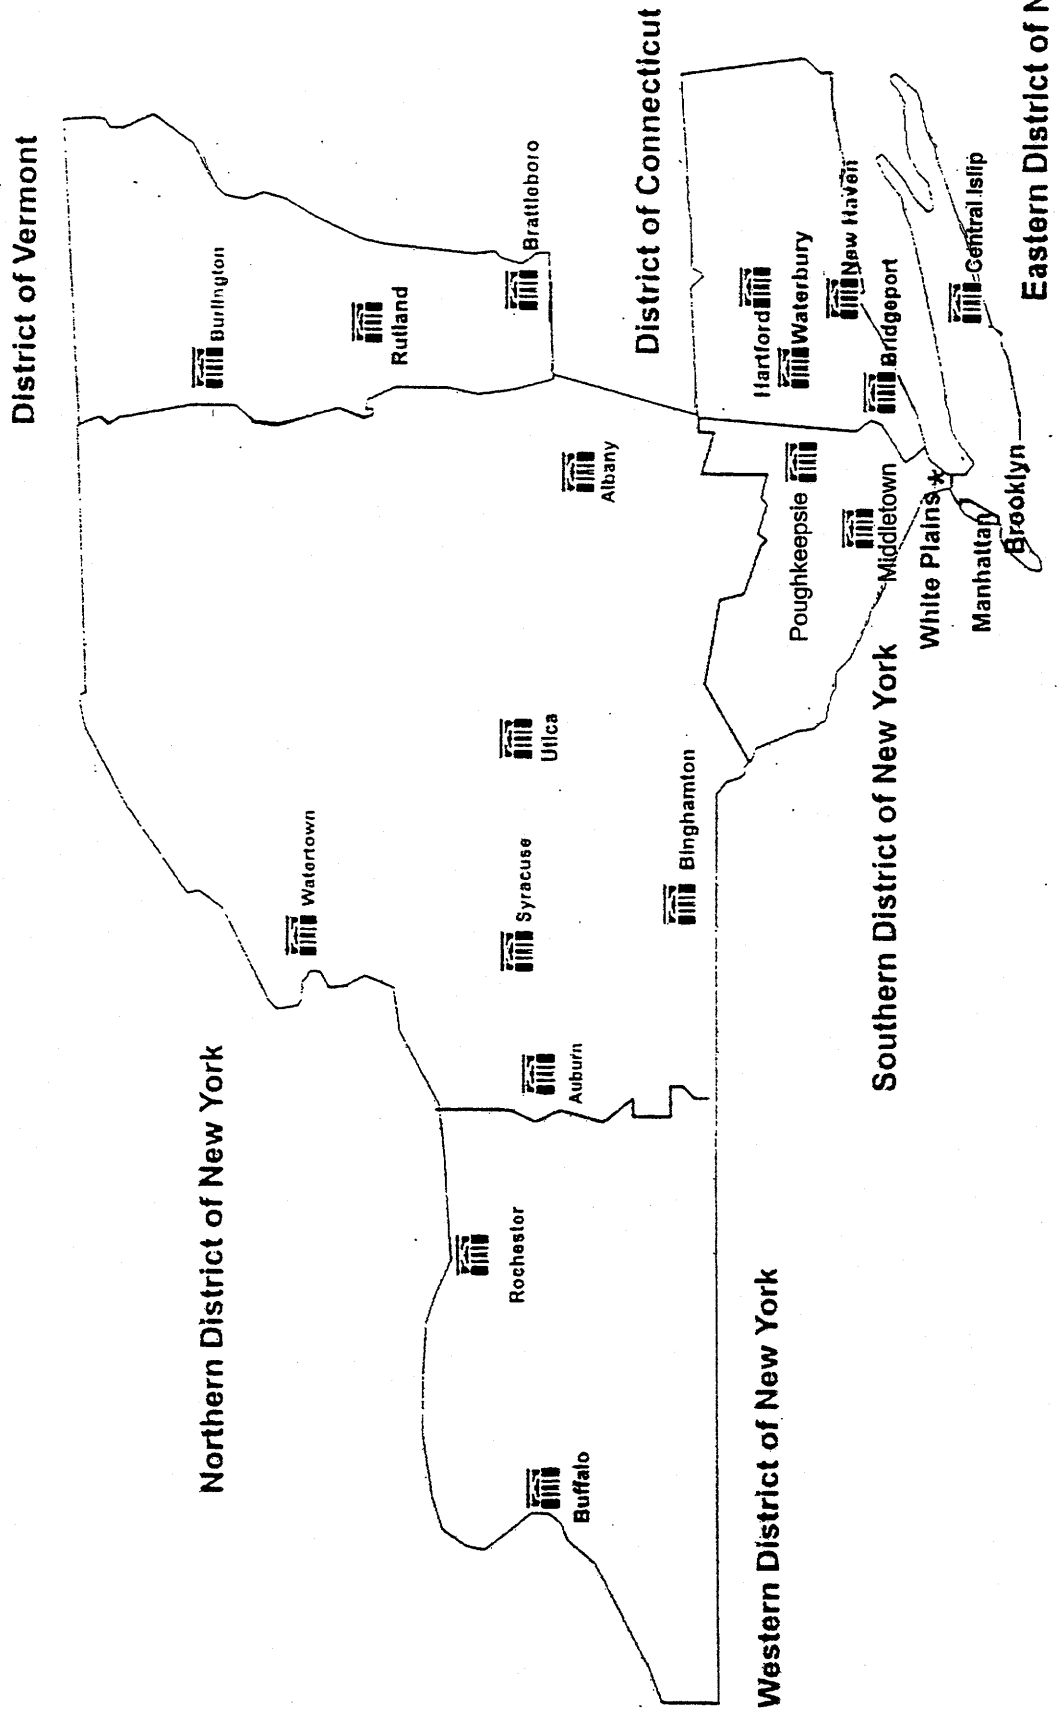 District of Vermont
Burlington
Rutland
Brattleboro
Northern District of New York
Watertown
Syracuse
Utica
Albany
Auburn
Binghamton
Rochester
Buffalo
Western District of New York
District of Connecticut
Hartford
Waterbury
New Haven
Bridgeport
Southern District of New York
Poughkeepsie
Middletown
White Plains *
Manhattan
Brooklyn
Central Islip
Eastern District of N